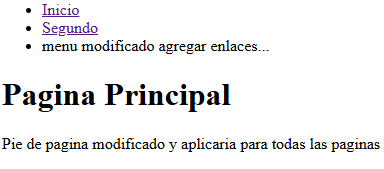 Inicio
Segundo
menu modificado agregar enlaces...
Pagina Principal
Pie de pagina modificado y aplicaria para todas las paginas